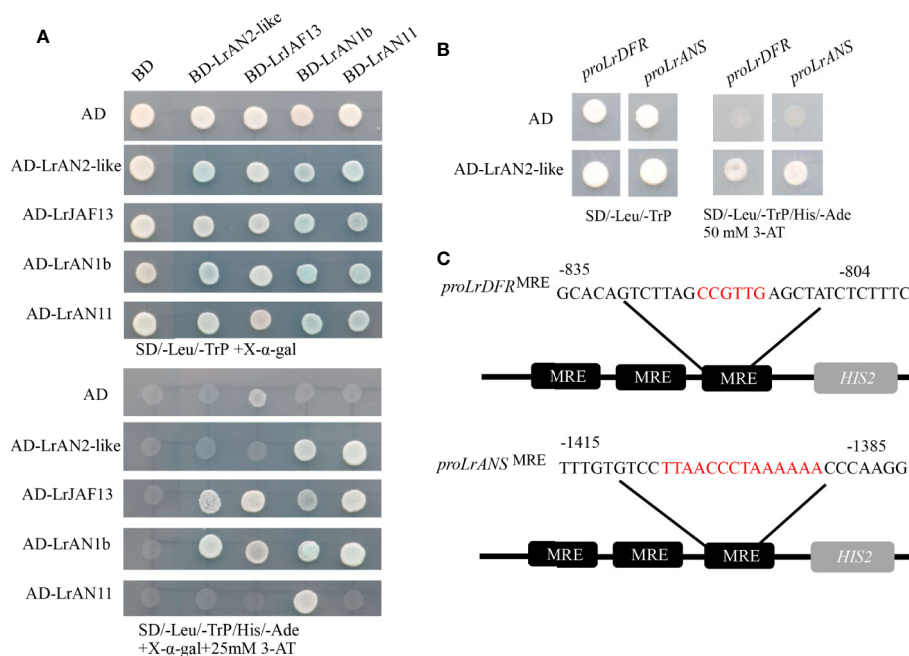 A
BD
BD-LrAN2-like
BD-LrJAF13
BD-LrAN1b
BD-LrAN11
AD
AD-LrAN2-like
AD-LrJAF13
AD-LrAN1b
AD-LrAN11
SD/-Leu/-TrP +X-α-gal
AD
AD-LrAN2-like
AD-LrJAF13
AD-LrAN1b
AD-LrAN11
SD/-Leu/-TrP/His/-Ade
+X-α-gal+25mM 3-AT
B
proLrDFR
proLrANS
proLrDFR
proLrANS
AD
AD-LrAN2-like
SD/-Leu/-TrP
SD/-Leu/-TrP/His/-Ade
50 mM 3-AT
C
-835
-804
proLrDFR MRE
GCACAGTCTTAGCCGTTGAGCTATCTCTTTC
MRE
MRE
MRE
HIS2
-1415
-1385
proLrANS MRE
TTTGTGTCC TTAACCCTAAAAAACCCAAGG
MRE
MRE
MRE
HIS2